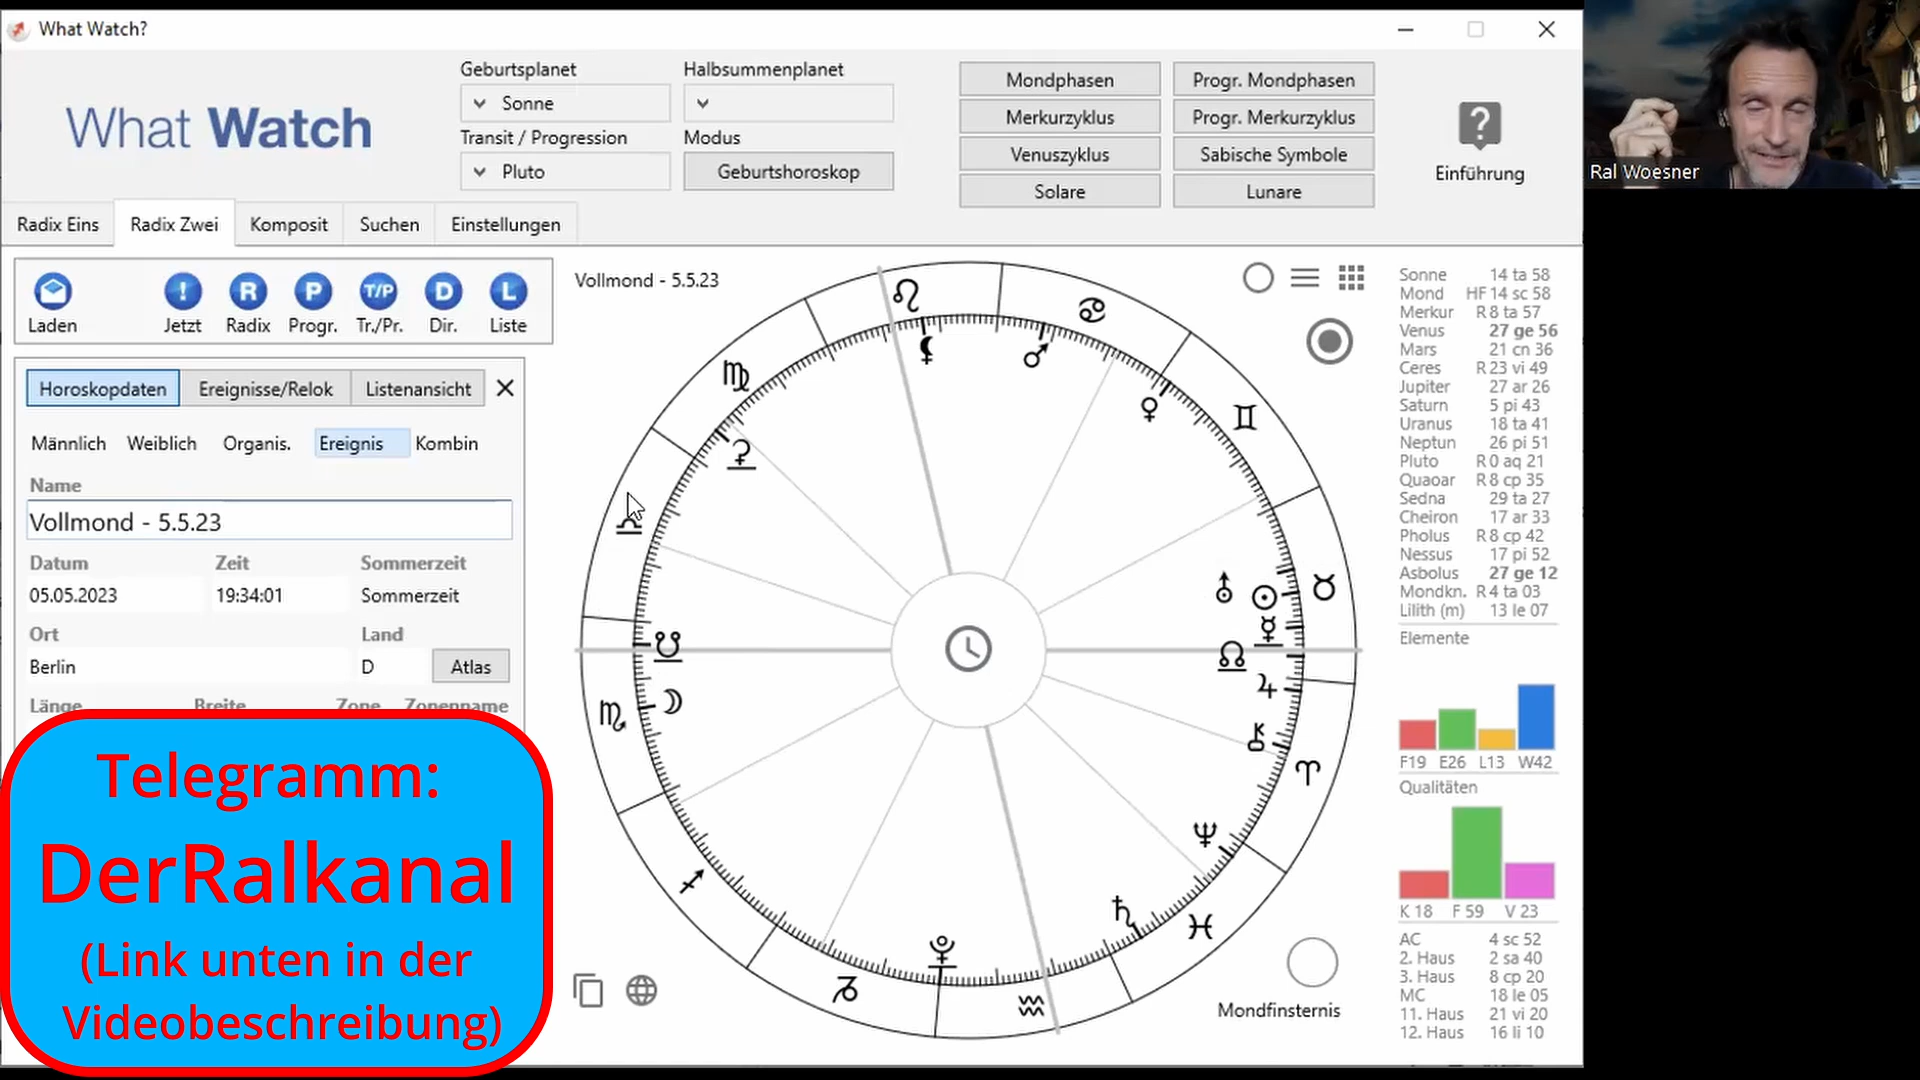 What Watch?
What Watch
Geburtsplanet
Sonne
Transit / Progression
Pluto
Halbsummenplanet
Modus
Geburtshoroskop
Mondphasen
Progr. Mondphasen
Merkurzyklus
Progr. Merkurzyklus
Venuszyklus
Sabische Symbole
Solare
Lunare
?
Einführung
Ral Woesner
Radix Eins
Radix Zwei
Komposit
Suchen
Einstellungen
! R P T/P D L
Laden
Jetzt
Radix
Progr.
Tr./Pr.
Dir.
Liste
Horoskopdaten
Ereignisse/Relok
Listenansicht
Männlich
Weiblich
Organis.
Ereignis
Kombin
Name
Vollmond - 5.5.23
Datum
Zeit
Sommerzeit
05.05.2023
19:34:01
Sommerzeit
Ort
Land
Berlin
D
Atlas
Länge
Breite
Zone
Zonenname
Telegramm:
DerRalkanal
(Link unten in der
Videobeschreibung)
Vollmond - 5.5.23
Mondfinsternis
Sonne 14 ta 58
Mond HF 14 sc 58
Merkur R 8 ta 57
Venus 27 ge 56
Mars 21 cn 36
Ceres R 23 vi 49
Jupiter 27 ar 26
Saturn 5 pi 43
Uranus 18 ta 41
Neptun 26 pi 51
Pluto R 0 aq 21
Quaoar R 8 cp 35
Sedna 29 ta 27
Cheiron 17 ar 33
Pholus R 8 cp 42
Nessus 17 pi 52
Asbolus 27 ge 12
Mondkn. R 4 ta 03
Lilith (m) 13 le 07
Elemente
F19 E26 L13 W42
Qualitäten
K 18 F 59 V 23
AC 4 sc 52
2. Haus 2 sa 40
3. Haus 8 cp 20
MC 18 le 05
11. Haus 21 vi 20
12. Haus 16 li 10